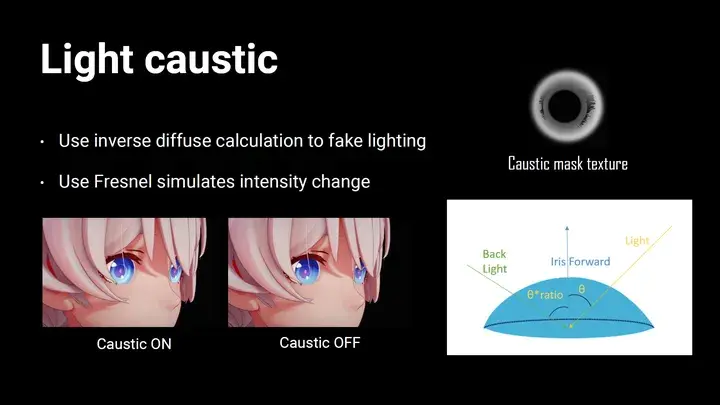 Light caustic
• Use inverse diffuse calculation to fake lighting
• Use Fresnel simulates intensity change
Caustic ON
Caustic OFF
Caustic mask texture
Back
Light
Iris Forward
Light
θ*ratio
θ